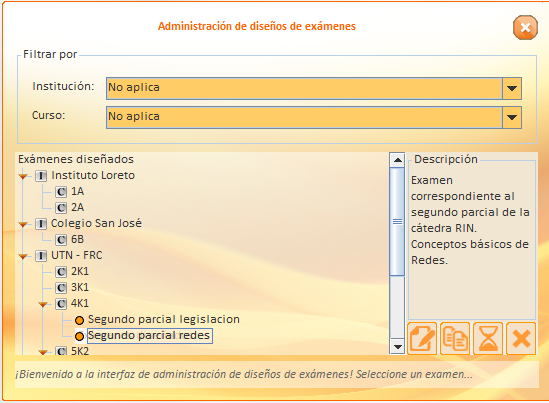 Administración de diseños de exámenes
Filtrar por
Institución: No aplica
Curso: No aplica
Exámenes diseñados
I Instituto Loreto
C 1A
C 2A
I Colegio San José
C 6B
I UTN - FRC
C 2K1
C 3K1
C 4K1
Segundo parcial legislacion
Segundo parcial redes
C 5K2
Descripción
Examen
correspondiente al
segundo parcial de la
cátedra RIN.
Conceptos básicos de
Redes.
¡Bienvenido a la interfaz de administración de diseños de exámenes! Seleccione un examen...